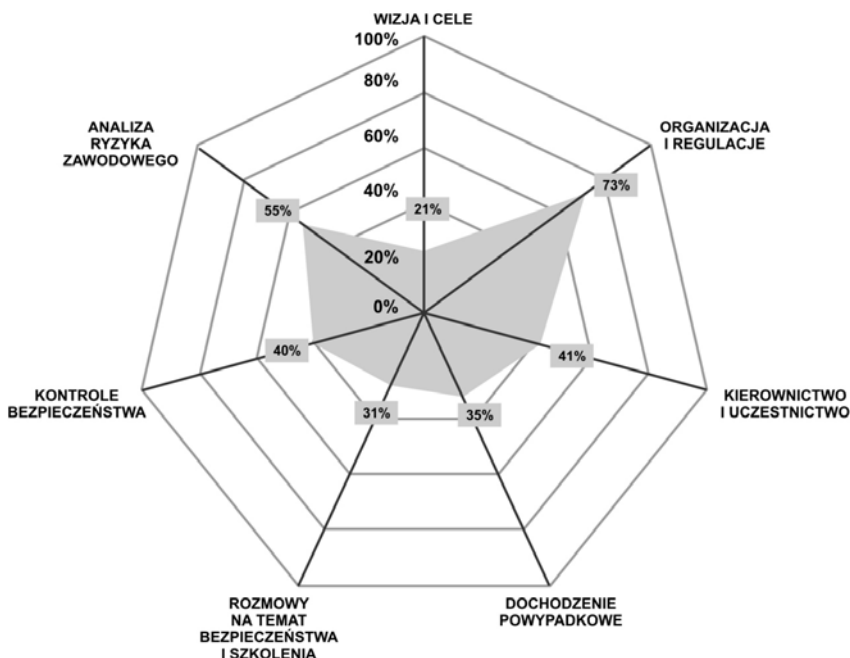 WIZJA I CELE
100%
80%
60%
40%
20%
0%
ORGANIZACJA
I REGULACJE
73%
KIEROWNICTWO
I UCZESTNICTWO
41%
DOCHODZENIE
POWYPADKOWE
35%
ROZMOWY
NA TEMAT
BEZPIECZEŃSTWA
I SZKOLENIA
31%
KONTROLE
BEZPIECZEŃSTWA
40%
ANALIZA
RYZYKA
ZAWODOWEGO
55%
21%